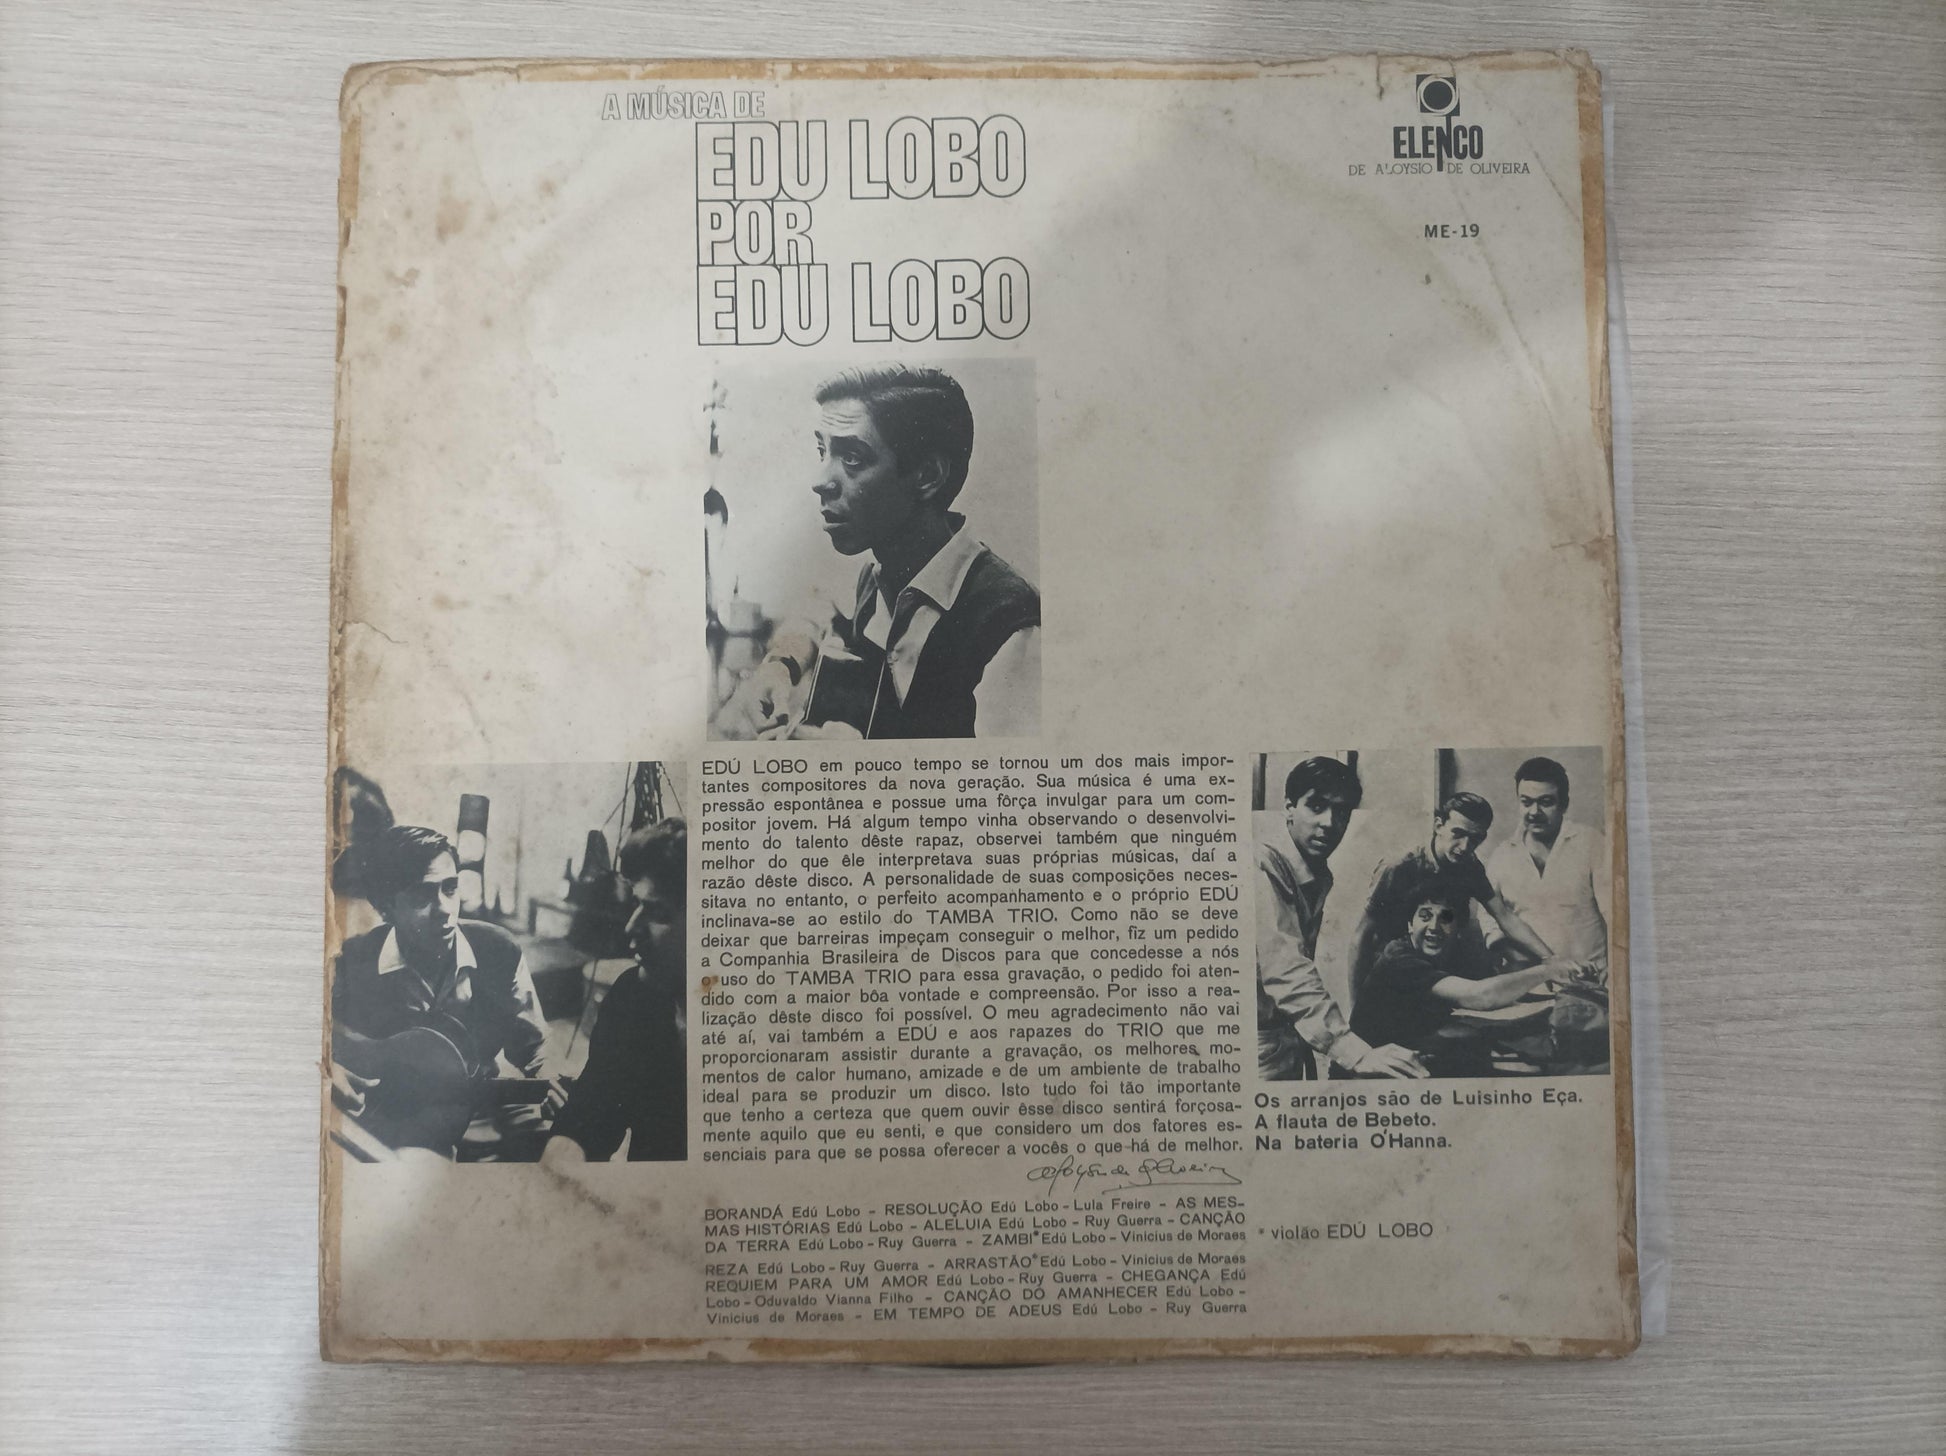 A MÚSICA DE
EDU LOBO
POR
EDU LOBO
ELENCO
DE ALOYSIO DE OLIVEIRA
ME-19
EDÚ LOBO em pouco tempo se tornou um dos mais impor-
tantes compositores da nova geração. Sua música é uma ex-
pressão espontânea e possue uma fôrça invulgar para um com-
positor jovem. Há algum tempo vinha observando o desenvolvi-
mento do talento dêste rapaz, observei também que ninguém
melhor do que êle interpretava suas próprias músicas, daí a
razão dêste disco. A personalidade de suas composições neces-
sitava no entanto, o perfeito acompanhamento e o próprio EDÚ
inclinava-se ao estilo do TAMBA TRIO. Como não se deve
deixar que barreiras impeçam conseguir o melhor, fiz um pedido
a Companhia Brasileira de Discos para que concedesse a nós
o uso do TAMBA TRIO para essa gravação, o pedido foi aten-
dido com a maior bôa vontade e compreensão. Por isso a rea-
lização dêste disco foi possível. O meu agradecimento não vai
até aí, vai também a EDÚ e aos rapazes do TRIO que me
proporcionaram assistir durante a gravação, os melhores mo-
mentos de calor humano, amizade e de um ambiente de trabalho
ideal para se produzir um disco. Isto tudo foi tão importante
que tenho a certeza que quem ouvir êsse disco sentirá forçosa-
mente aquilo que eu senti, e que considero um dos fatores es-
senciais para que se possa oferecer a vocês o que há de melhor.
Aloysio de Oliveira
Os arranjos são de Luisinho Eça.
A flauta de Bebeto.
Na bateria O'Hanna.
BORANDÁ Edú Lobo - RESOLUÇÃO Edú Lobo - Lula Freire - AS MES-
MAS HISTÓRIAS Edú Lobo - ALELUIA Edú Lobo - Ruy Guerra - CANÇÃO
DA TERRA Edú Lobo - Ruy Guerra - ZAMBI* Edú Lobo - Vinicius de Moraes
* violão EDÚ LOBO
REZA Edú Lobo - Ruy Guerra - ARRASTÃO* Edú Lobo - Vinicius de Moraes
REQUIEM PARA UM AMOR Edú Lobo - Ruy Guerra - CHEGANÇA Edú
Lobo - Oduvaldo Vianna Filho - CANÇÃO DO AMANHECER Edú Lobo -
Vinicius de Moraes - EM TEMPO DE ADEUS Edú Lobo - Ruy Guerra